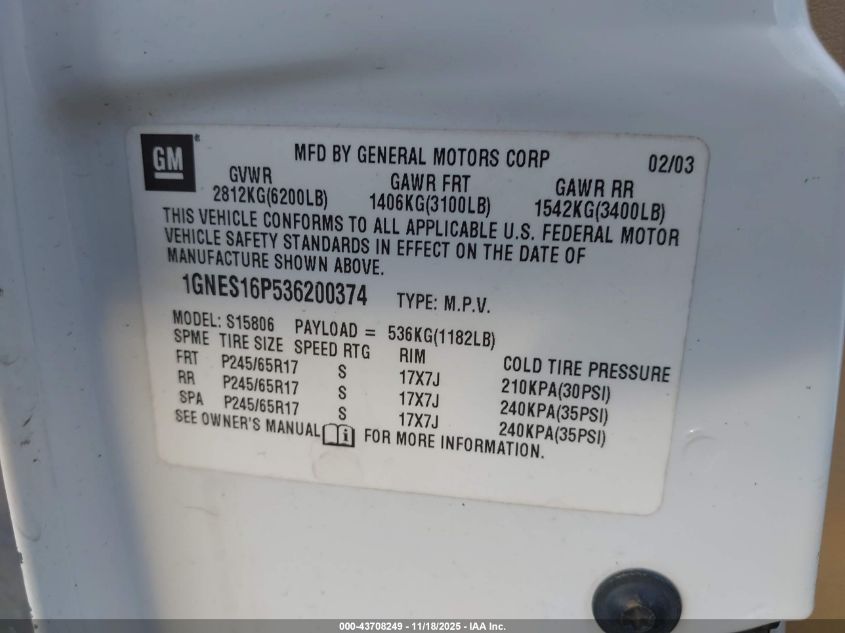 GM
MFD BY GENERAL MOTORS CORP 02/03
GVWR GAWR FRT GAWR RR
2812KG(6200LB) 1406KG(3100LB) 1542KG(3400LB)
THIS VEHICLE CONFORMS TO ALL APPLICABLE U.S. FEDERAL MOTOR
VEHICLE SAFETY STANDARDS IN EFFECT ON THE DATE OF
MANUFACTURE SHOWN ABOVE.
1GNES16P536200374 TYPE: M.P.V.
MODEL: S15806 PAYLOAD = 536KG(1182LB)
SPME TIRE SIZE SPEED RTG RIM COLD TIRE PRESSURE
FRT P245/65R17 S 17X7J 210KPA(30PSI)
RR P245/65R17 S 17X7J 240KPA(35PSI)
SPA P245/65R17 S 17X7J 240KPA(35PSI)
SEE OWNER'S MANUAL i FOR MORE INFORMATION.
000-43708249 - 11/18/2025 - IAA Inc.